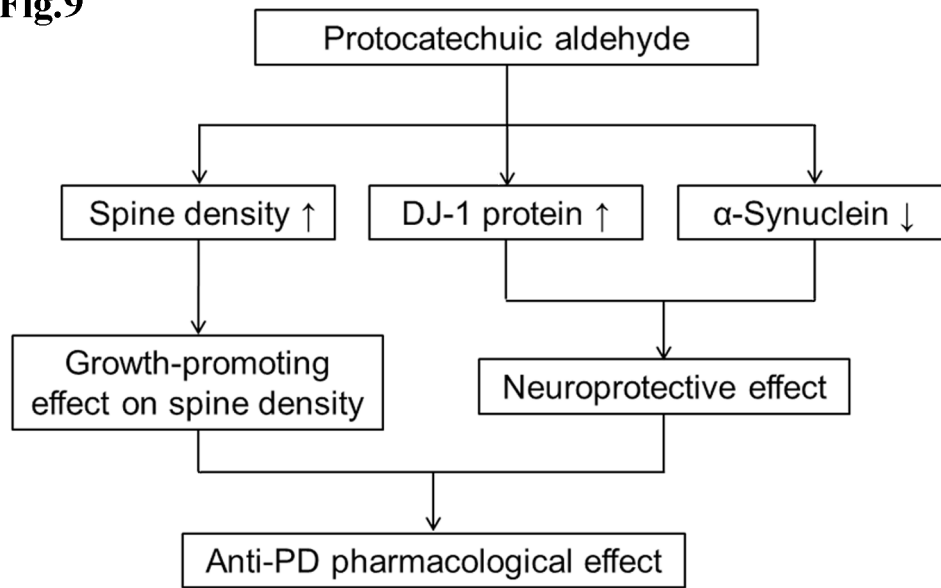 Fig.9
Protocatechuic aldehyde
Spine density ↑
DJ-1 protein ↑
α-Synuclein ↓
Growth-promoting
effect on spine density
Neuroprotective effect
Anti-PD pharmacological effect